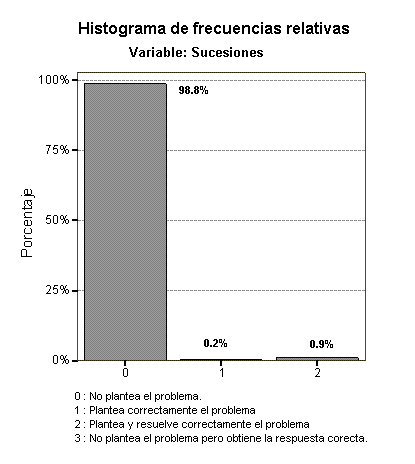 Histograma de frecuencias relativas
Variable: Sucesiones
100%
98.8%
75%
Porcentaje
50%
25%
0.2%
0.9%
0%
0 1 2
0 : No plantea el problema.
1 : Plantea correctamente el problema
2 : Plantea y resuelve correctamente el problema
3 : No plantea el problema pero obtiene la respuesta corecta.